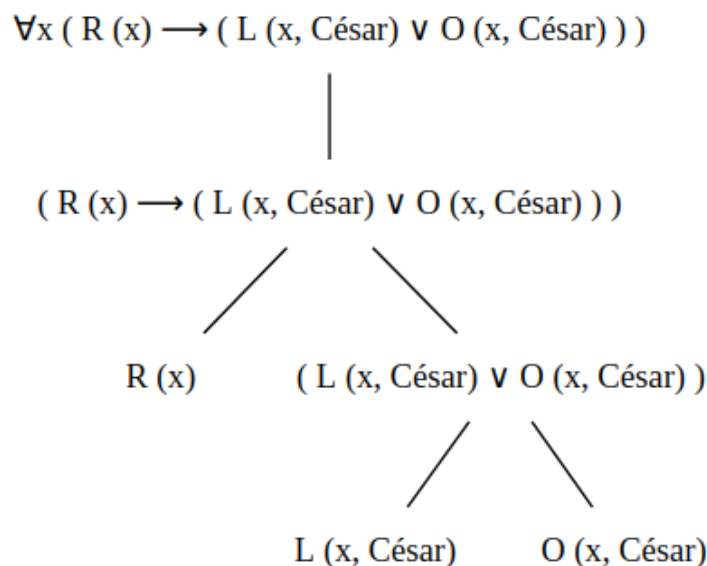 ∀x ( R (x) ⟶ ( L (x, César) ∨ O (x, César) ) )
( R (x) ⟶ ( L (x, César) ∨ O (x, César) ) )
R (x) ( L (x, César) ∨ O (x, César) )
L (x, César) O (x, César)